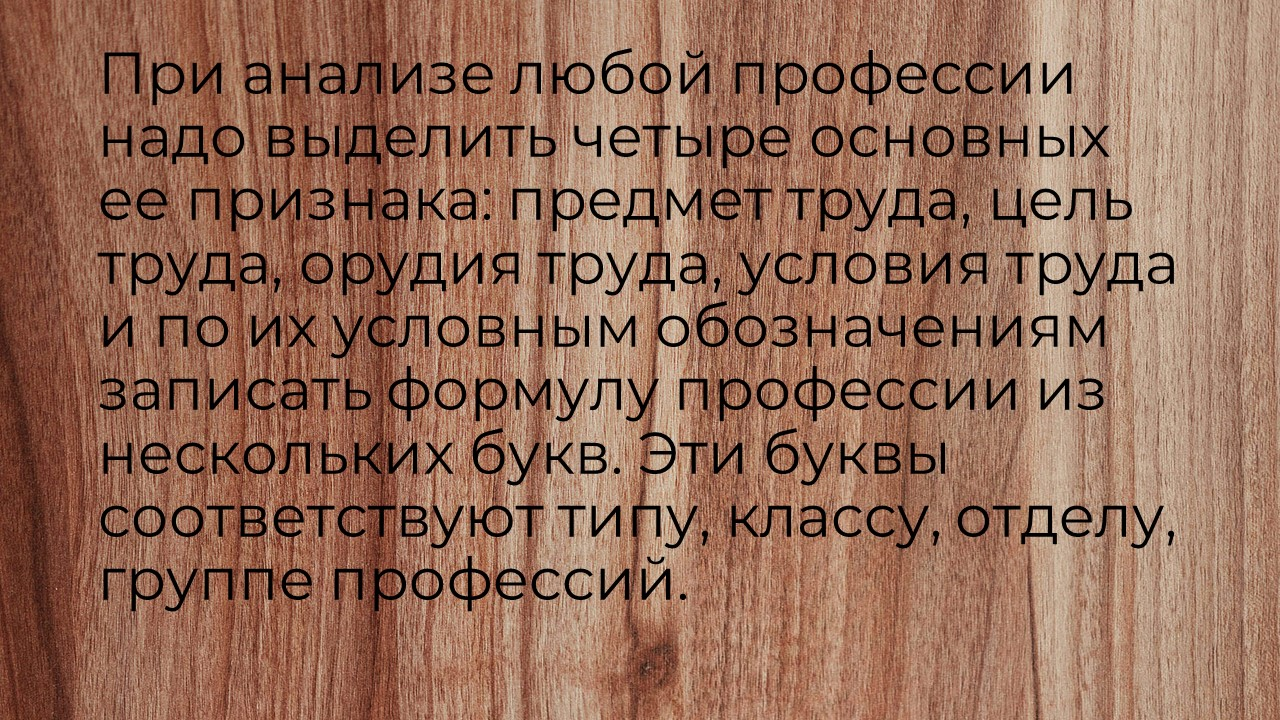 При анализе любой профессии
надо выделить четыре основных
ее признака: предмет труда, цель
труда, орудия труда, условия труда
и по их условным обозначениям
записать формулу профессии из
нескольких букв. Эти буквы
соответствуют типу, классу, отделу,
группе профессий.